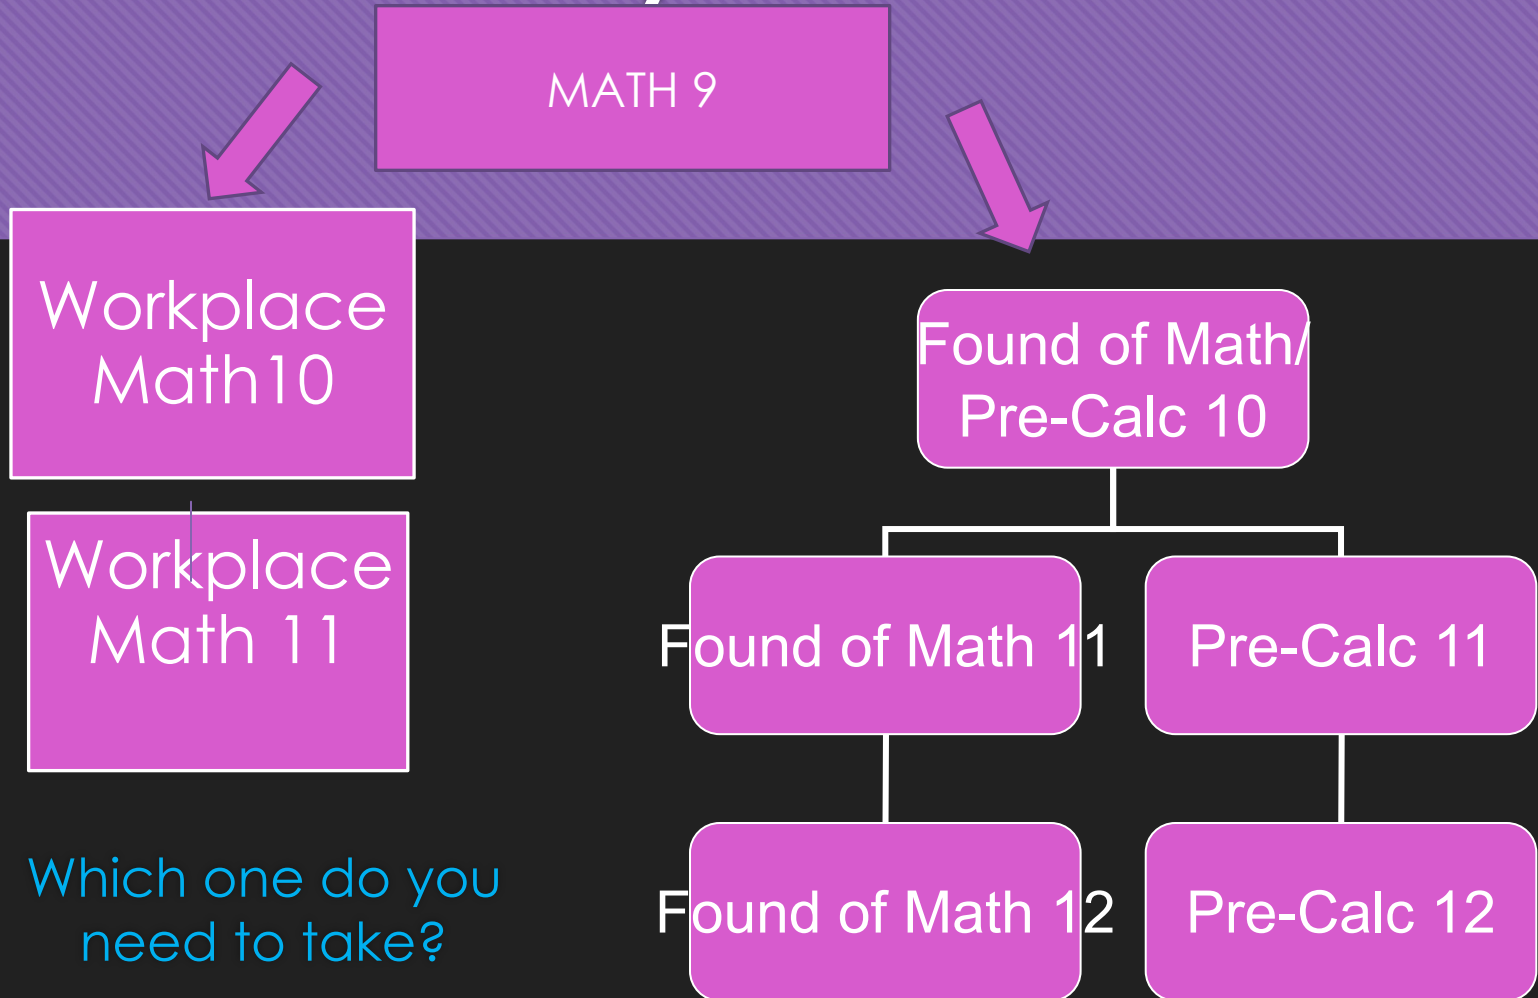 MATH 9
Workplace
Math10
Found of Math/
Pre-Calc 10
Workplace
Math 11
Found of Math 11
Pre-Calc 11
Found of Math 12
Pre-Calc 12
Which one do you
need to take?